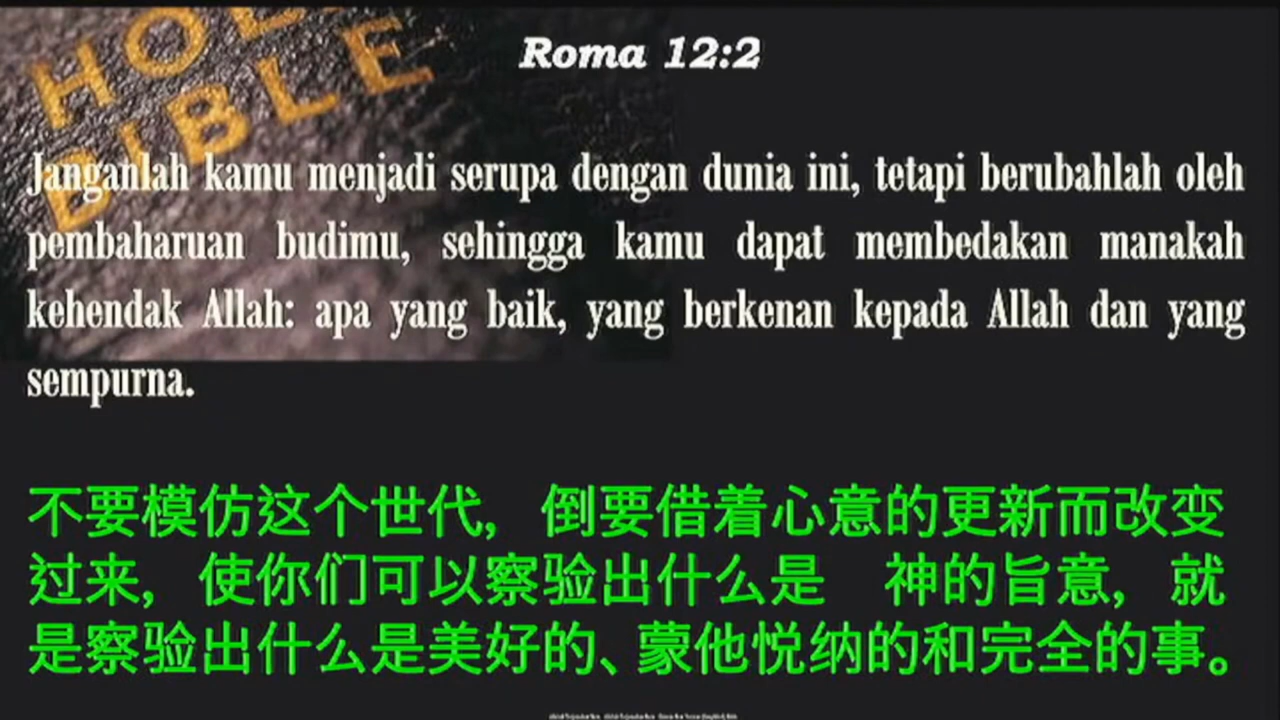 HOLY
BIBLE
Roma 12:2
Janganlah kamu menjadi serupa dengan dunia ini, tetapi berubahlah oleh
pembaharuan budimu, sehingga kamu dapat membedakan manakah
kehendak Allah: apa yang baik, yang berkenan kepada Allah dan yang
sempurna.
不要模仿这个世代，倒要借着心意的更新而改变
过来，使你们可以察验出什么是　神的旨意，就
是察验出什么是美好的、蒙他悦纳的和完全的事。